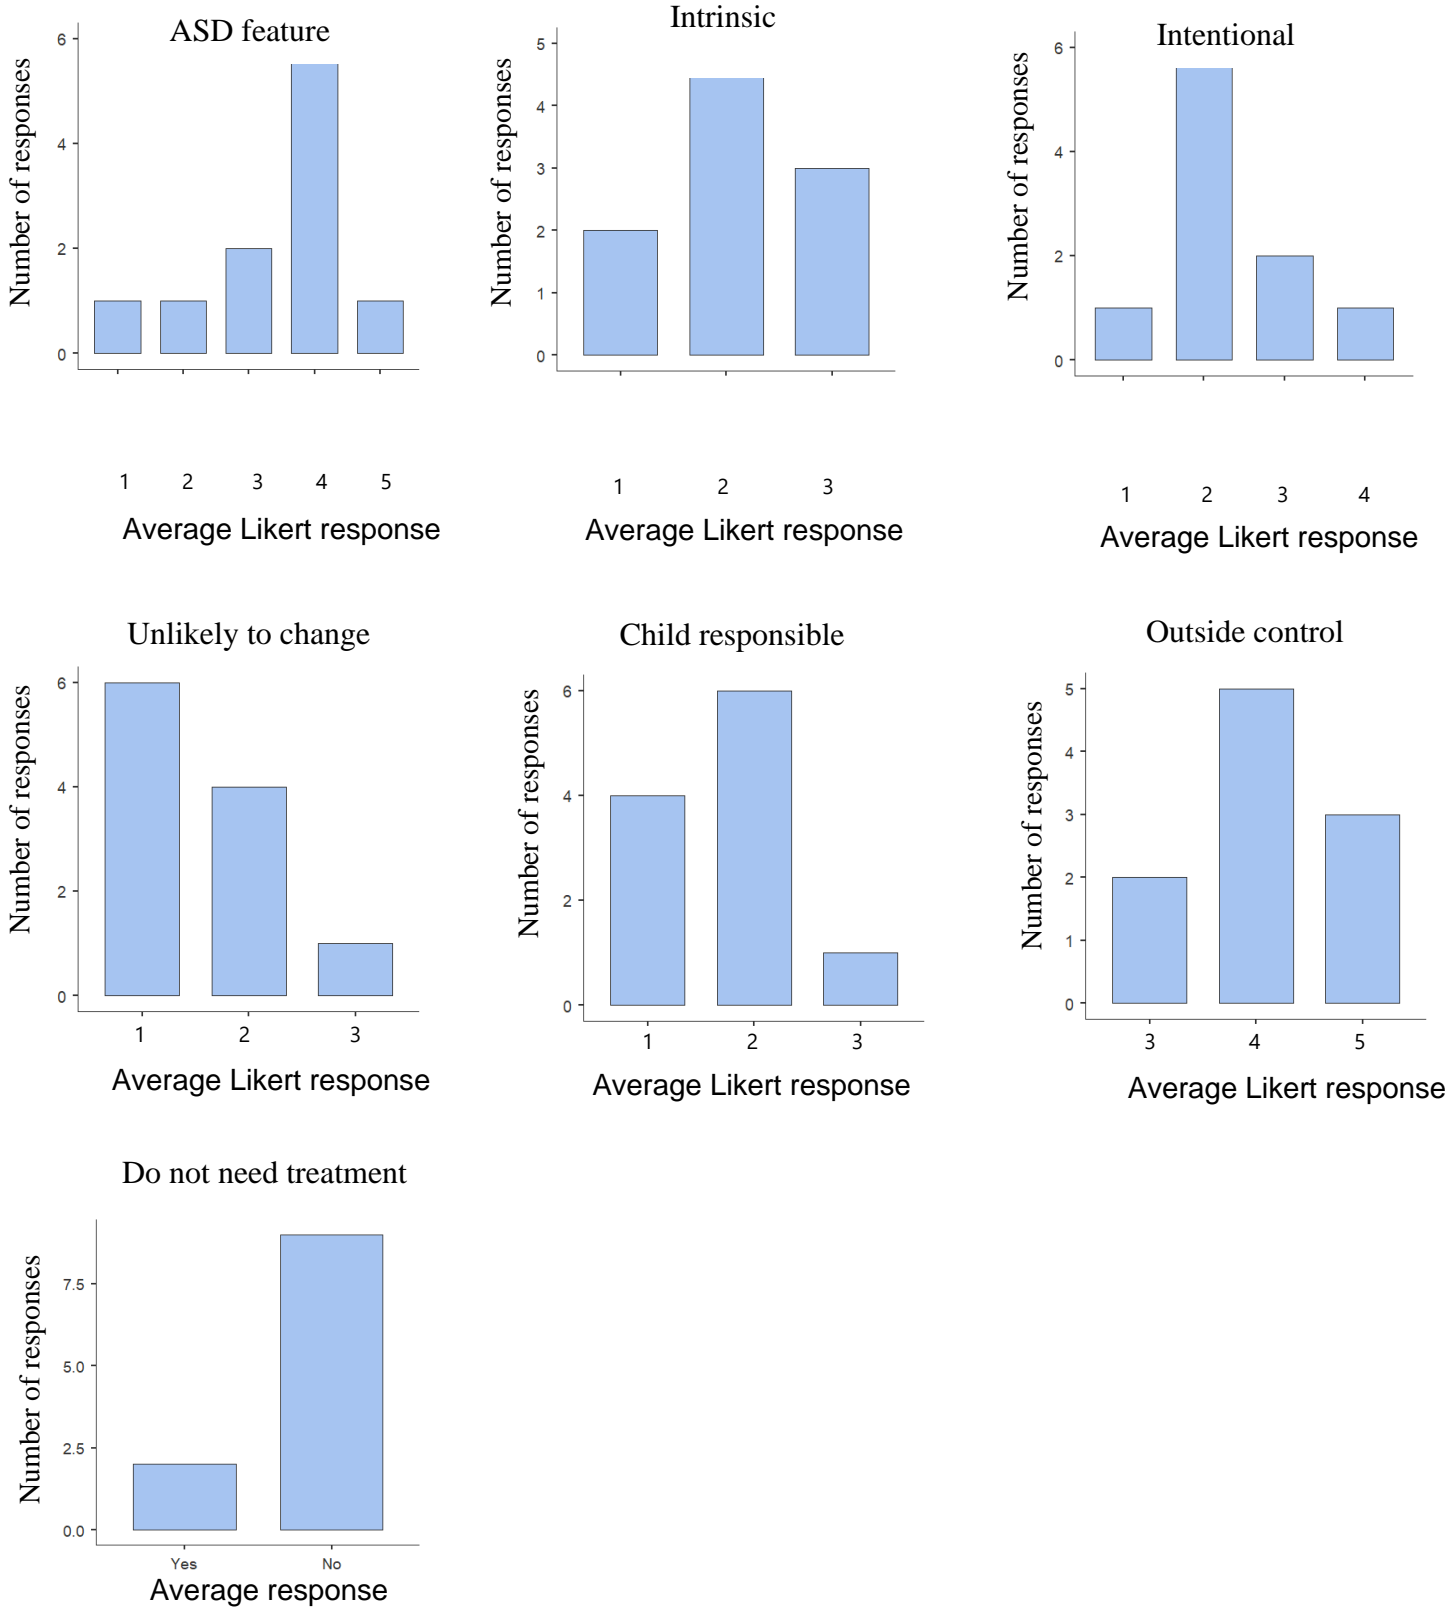 ASD feature
Number of responses
6
4
2
0
1 2 3 4 5
Average Likert response
Intrinsic
Number of responses
5
4
3
2
1
0
1 2 3
Average Likert response
Intentional
Number of responses
6
4
2
0
1 2 3 4
Average Likert response
Unlikely to change
Number of responses
6
4
2
0
1 2 3
Average Likert response
Child responsible
Number of responses
6
4
2
0
1 2 3
Average Likert response
Outside control
Number of responses
5
4
3
2
1
0
3 4 5
Average Likert response
Do not need treatment
Number of responses
7.5
5.0
2.5
0.0
Yes No
Average response